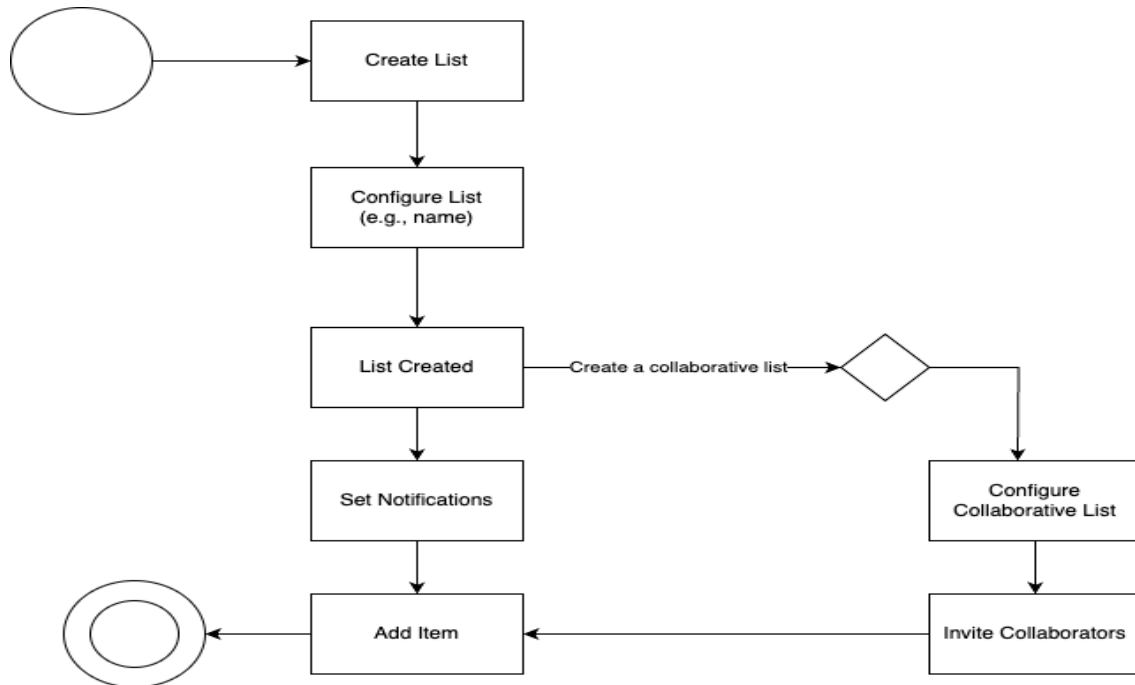 Create List
Configure List
(e.g., name)
List Created
Create a collaborative list
Set Notifications
Configure
Collaborative List
Add Item
Invite Collaborators